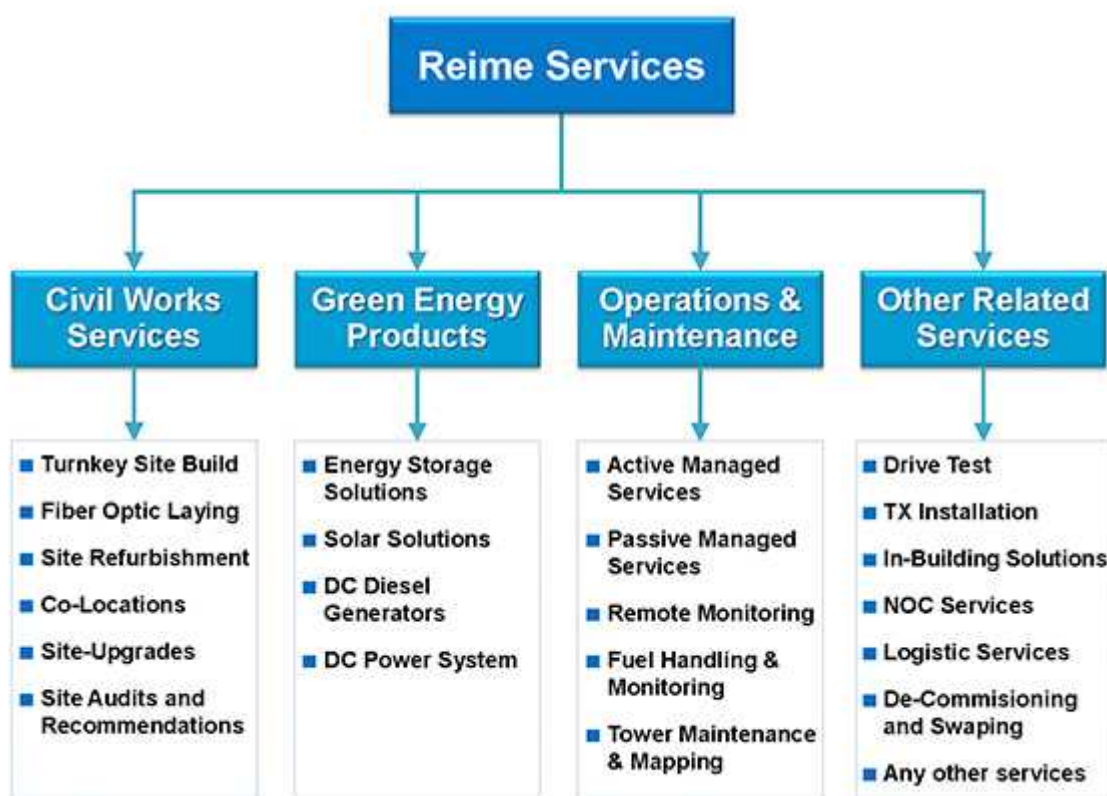 Reime Services
Civil Works
Services
Green Energy
Products
Operations &
Maintenance
Other Related
Services
Turnkey Site Build
Fiber Optic Laying
Site Refurbishment
Co-Locations
Site-Upgrades
Site Audits and
Recommendations
Energy Storage
Solutions
Solar Solutions
DC Diesel
Generators
DC Power System
Active Managed
Services
Passive Managed
Services
Remote Monitoring
Fuel Handling &
Monitoring
Tower Maintenance
& Mapping
Drive Test
TX Installation
In-Building Solutions
NOC Services
Logistic Services
De-Commisioning
and Swaping
Any other services